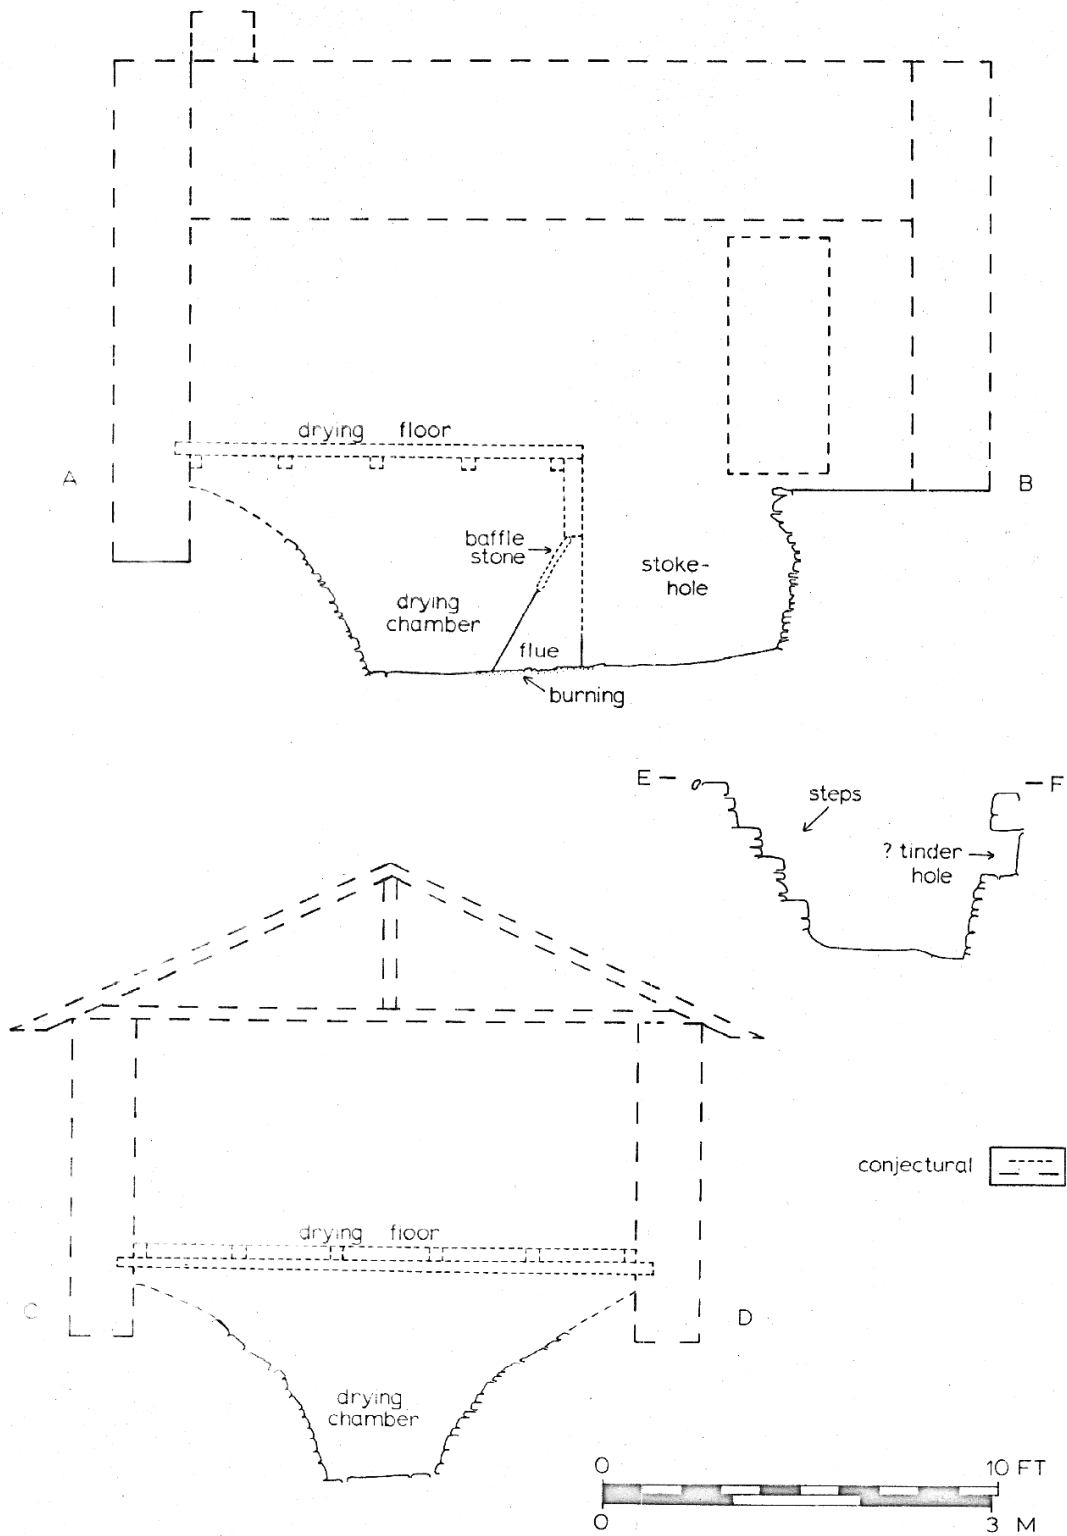 drying floor
A
B
baffle
stone
stoke-
hole
drying
chamber
flue
burning
E
F
steps
? tinder
hole
conjectural
drying floor
C
D
drying
chamber
0 10 FT
0 3 M